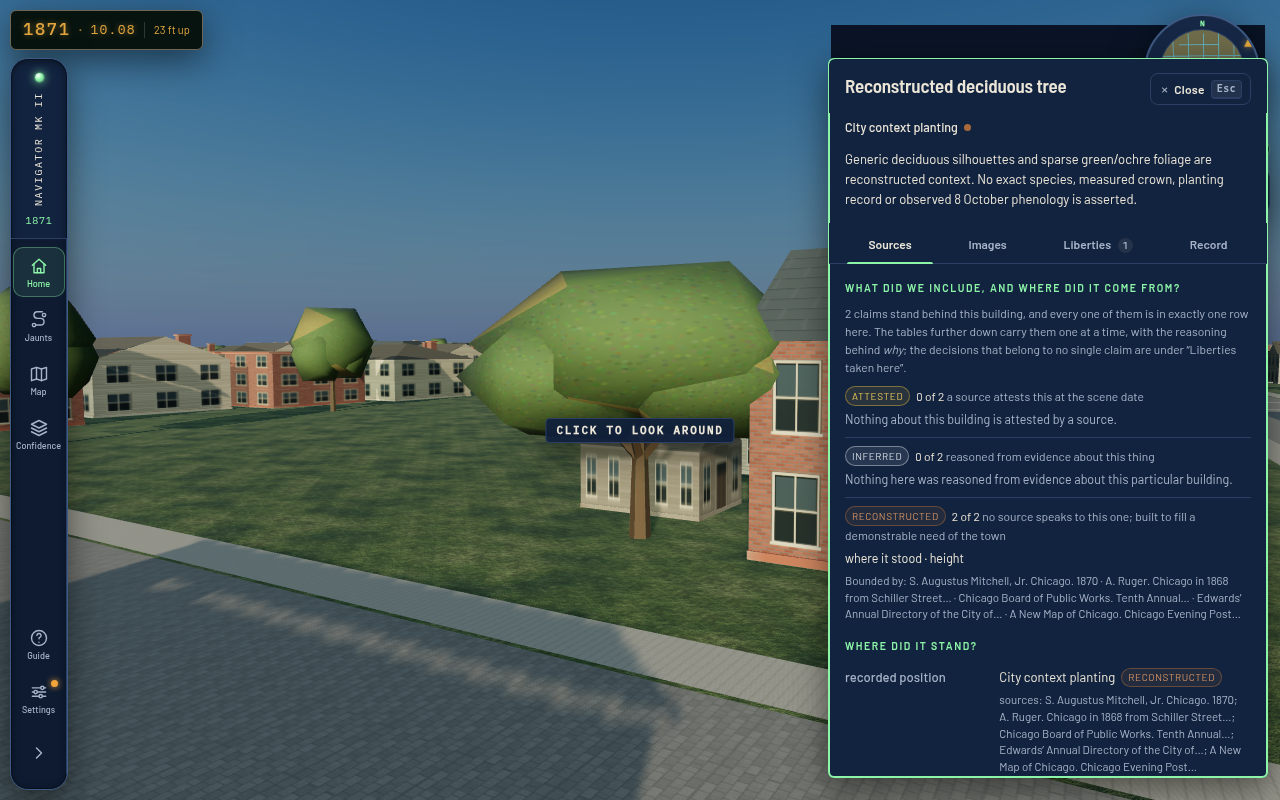 1871 · 10.08 23 ft up
NAVIGATOR MK II
1871
Home
Jaunts
Map
Confidence
Guide
Settings
CLICK TO LOOK AROUND
N
Reconstructed deciduous tree
× Close Esc
City context planting
Generic deciduous silhouettes and sparse green/ochre foliage are
reconstructed context. No exact species, measured crown, planting
record or observed 8 October phenology is asserted.
Sources Images Liberties 1 Record
WHAT DID WE INCLUDE, AND WHERE DID IT COME FROM?
2 claims stand behind this building, and every one of them is in exactly one row
here. The tables further down carry them one at a time, with the reasoning
behind why; the decisions that belong to no single claim are under “Liberties
taken here”.
ATTESTED 0 of 2 a source attests this at the scene date
Nothing about this building is attested by a source.
INFERRED 0 of 2 reasoned from evidence about this thing
Nothing here was reasoned from evidence about this particular building.
RECONSTRUCTED 2 of 2 no source speaks to this one; built to fill a
demonstrable need of the town
where it stood · height
Bounded by: S. Augustus Mitchell, Jr. Chicago. 1870 · A. Ruger. Chicago in 1868
from Schiller Street… · Chicago Board of Public Works. Tenth Annual… · Edwards’
Annual Directory of the City of… · A New Map of Chicago. Chicago Evening Post…
WHERE DID IT STAND?
recorded position City context planting RECONSTRUCTED
sources: S. Augustus Mitchell, Jr. Chicago. 1870;
A. Ruger. Chicago in 1868 from Schiller Street…;
Chicago Board of Public Works. Tenth Annual…;
Edwards’ Annual Directory of the City of…; A New
Map of Chicago. Chicago Evening Post…